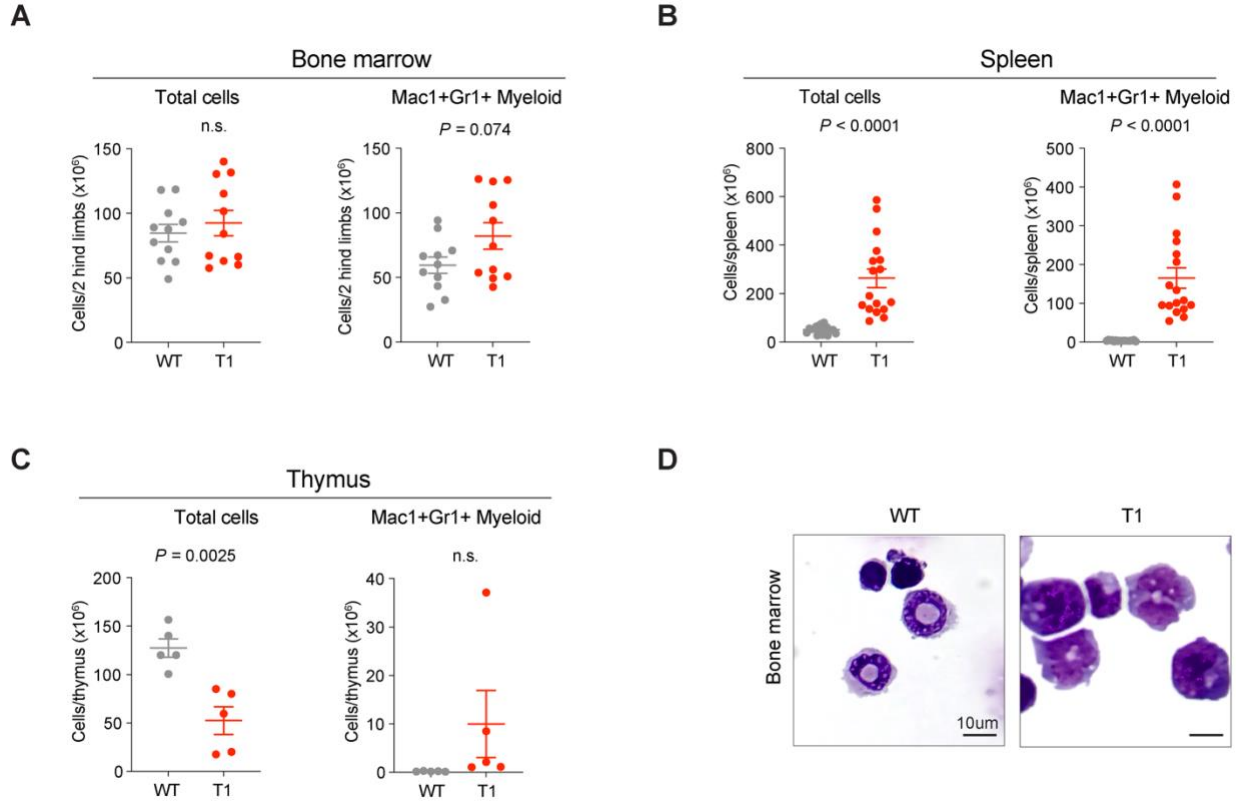 A
Bone marrow
Total cells
n.s.
Cells/2 hind limbs (x10⁶)
150
100
50
0
WT T1
Mac1+Gr1+ Myeloid
P = 0.074
Cells/2 hind limbs (x10⁶)
150
100
50
0
WT T1
B
Spleen
Total cells
P < 0.0001
Cells/spleen (x10⁶)
800
600
400
200
0
WT T1
Mac1+Gr1+ Myeloid
P < 0.0001
Cells/spleen (x10⁶)
500
400
300
200
100
0
WT T1
C
Thymus
Total cells
P = 0.0025
Cells/thymus (x10⁶)
200
150
100
50
0
WT T1
Mac1+Gr1+ Myeloid
n.s.
Cells/thymus (x10⁶)
40
30
20
10
0
WT T1
D
WT T1
Bone marrow
10um